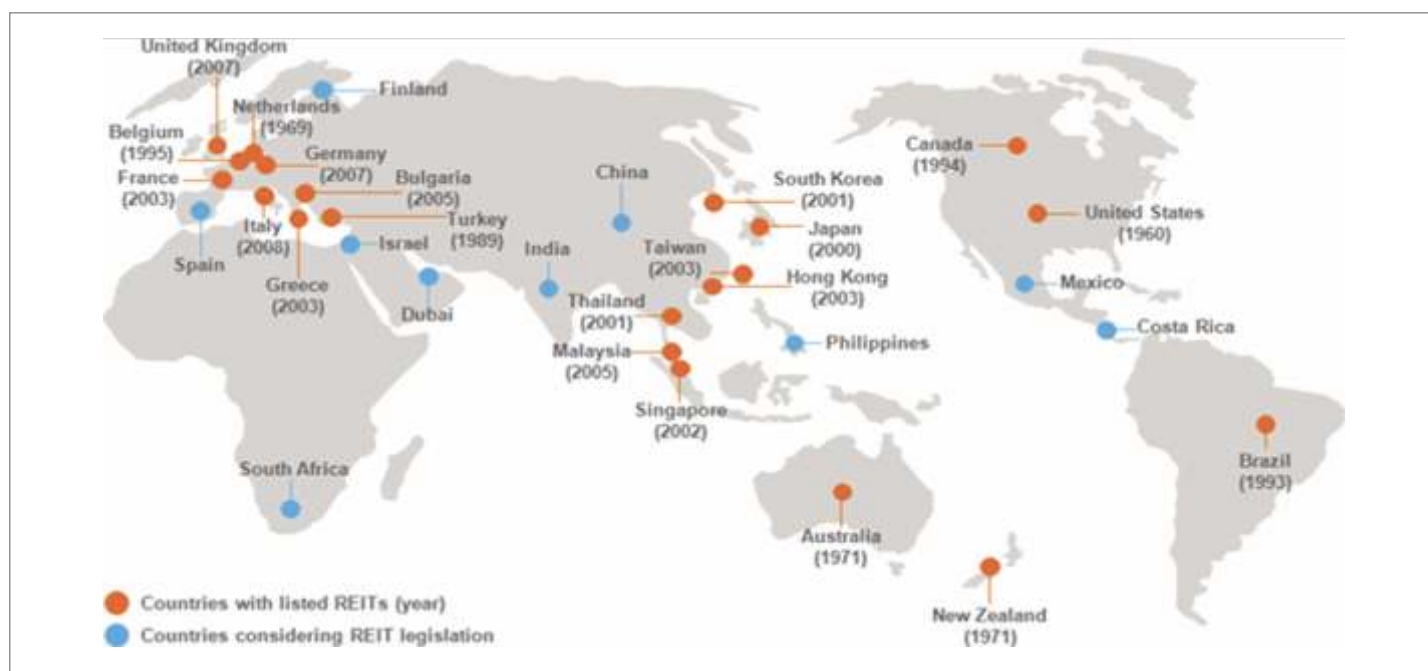 United Kingdom
(2007)
Finland
Netherlands
(1969)
Belgium
(1995)
Germany
(2007)
France
(2003)
Bulgaria
(2005)
Italy
(2008)
Turkey
(1989)
Spain
Israel
Greece
(2003)
Dubai
India
China
South Korea
(2001)
Japan
(2000)
Taiwan
(2003)
Hong Kong
(2003)
Thailand
(2001)
Malaysia
(2005)
Philippines
Singapore
(2002)
Canada
(1994)
United States
(1960)
Mexico
Costa Rica
Brazil
(1993)
South Africa
Australia
(1971)
New Zealand
(1971)
Countries with listed REITs (year)
Countries considering REIT legislation